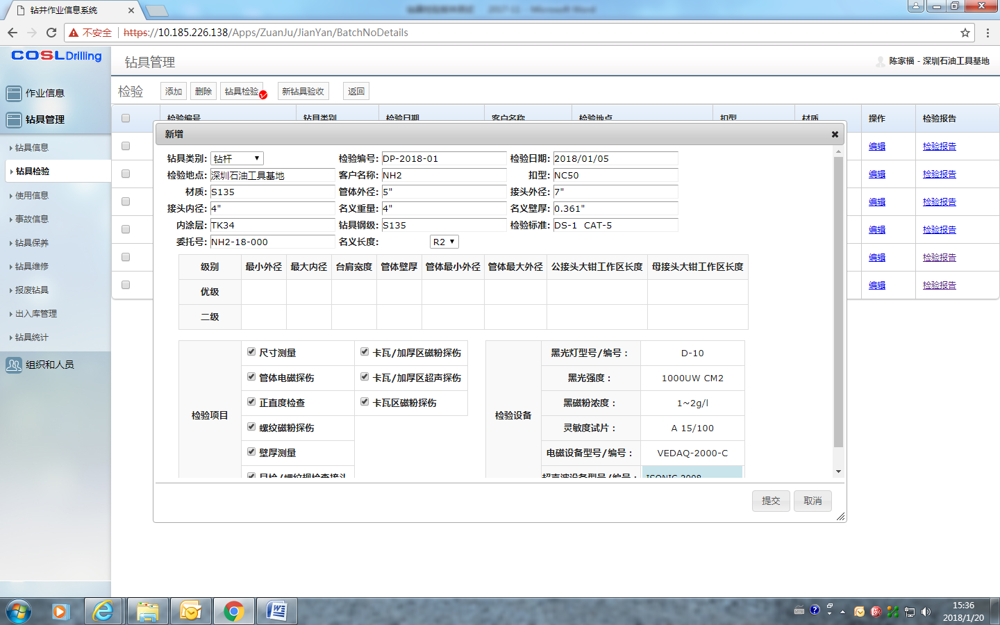 钻井作业信息系统
不安全 https://10.185.226.138/Apps/ZuanJu/JianYan/BatchNoDetails
COSL Drilling
钻具管理
陈家福 - 深圳石油工具基地
作业信息
钻具管理
钻具信息
钻具检验
使用信息
事故信息
钻具保养
钻具维修
报废钻具
出入库管理
钻具统计
组织和人员
检验 添加 删除 钻具检验 新钻具验收 返回
检验编号 钻具类别 检验日期 客户名称 检验地点 扣型 材质 操作 检验报告
编辑 检验报告
编辑 检验报告
编辑 检验报告
编辑 检验报告
编辑 检验报告
编辑 检验报告
新增
钻具类别: 钻杆 检验编号: DP-2018-01 检验日期: 2018/01/05
检验地点: 深圳石油工具基地 客户名称: NH2 扣型: NC50
材质: S135 管体外径: 5" 接头外径: 7"
接头内径: 4" 名义重量: 4" 名义壁厚: 0.361"
内涂层: TK34 钻具钢级: S135 检验标准: DS-1 CAT-5
委托号: NH2-18-000 名义长度: R2
级别 最小外径 最大内径 台肩宽度 管体壁厚 管体最小外径 管体最大外径 公接头大钳工作区长度 母接头大钳工作区长度
优级
二级
检验项目
尺寸测量 卡瓦/加厚区磁粉探伤
管体电磁探伤 卡瓦/加厚区超声探伤
正直度检查 卡瓦区磁粉探伤
螺纹磁粉探伤
壁厚测量
目检/螺纹规检查接头
检验设备
黑光灯型号/编号： D-10
黑光强度： 1000UW CM2
黑磁粉浓度： 1~2g/l
灵敏度试片： A 15/100
电磁设备型号/编号： VEDAQ-2000-C
超声波设备型号/编号： ISONIC 2008
提交 取消
15:36
2018/1/20